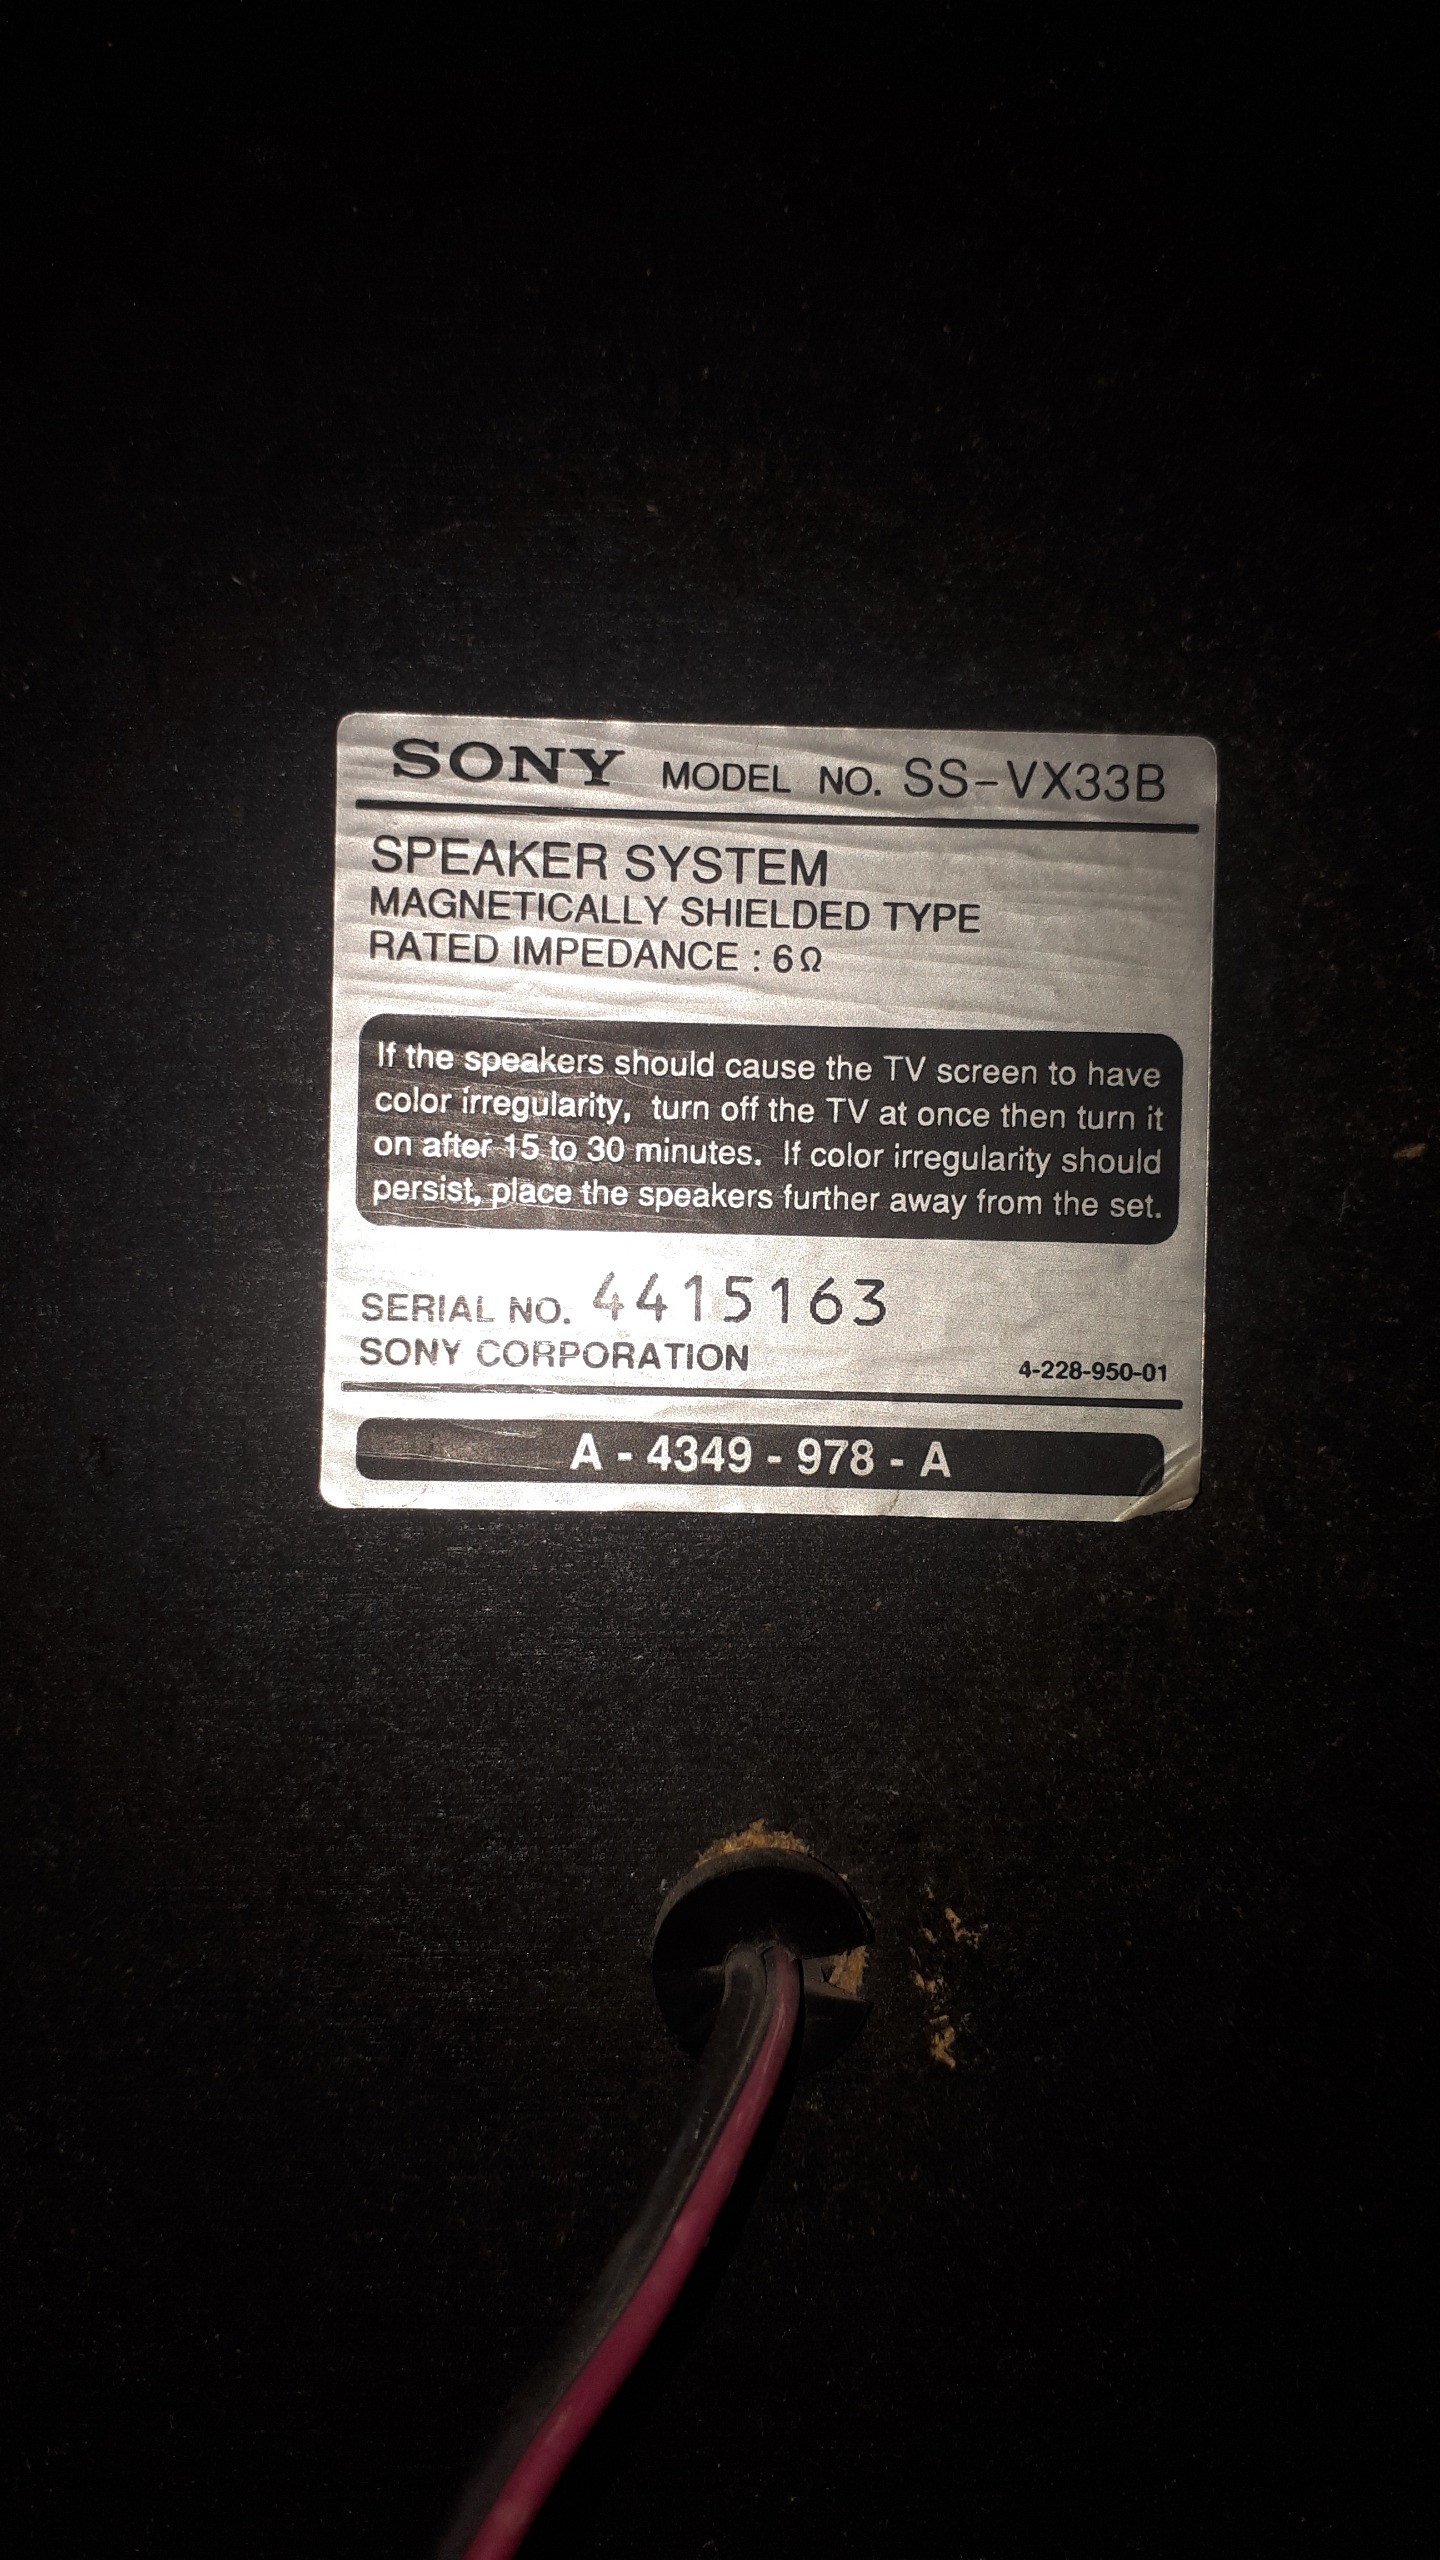 SONY MODEL NO. SS-VX33B
SPEAKER SYSTEM
MAGNETICALLY SHIELDED TYPE
RATED IMPEDANCE : 6Ω
If the speakers should cause the TV screen to have
color irregularity, turn off the TV at once then turn it
on after 15 to 30 minutes. If color irregularity should
persist, place the speakers further away from the set.
SERIAL NO. 4415163
SONY CORPORATION 4-228-950-01
A - 4349 - 978 - A